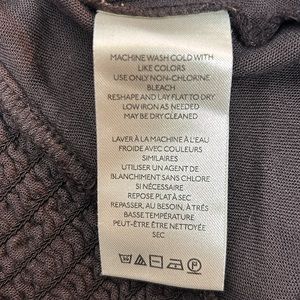 MACHINE WASH COLD WITH
LIKE COLORS
USE ONLY NON-CHLORINE
BLEACH
RESHAPE AND LAY FLAT TO DRY
LOW IRON AS NEEDED
MAY BE DRY CLEANED
LAVER À LA MACHINE À L'EAU
FROIDE AVEC COULEURS
SIMILAIRES
UTILISER UN AGENT DE
BLANCHIMENT SANS CHLORE
SI NÉCESSAIRE
REPOSE PLAT À SEC
REPASSER, AU BESOIN, À TRÉS
BASSE TEMPÉRATURE
PEUT-ÊTRE ÊTRE NETTOYÉE
SEC